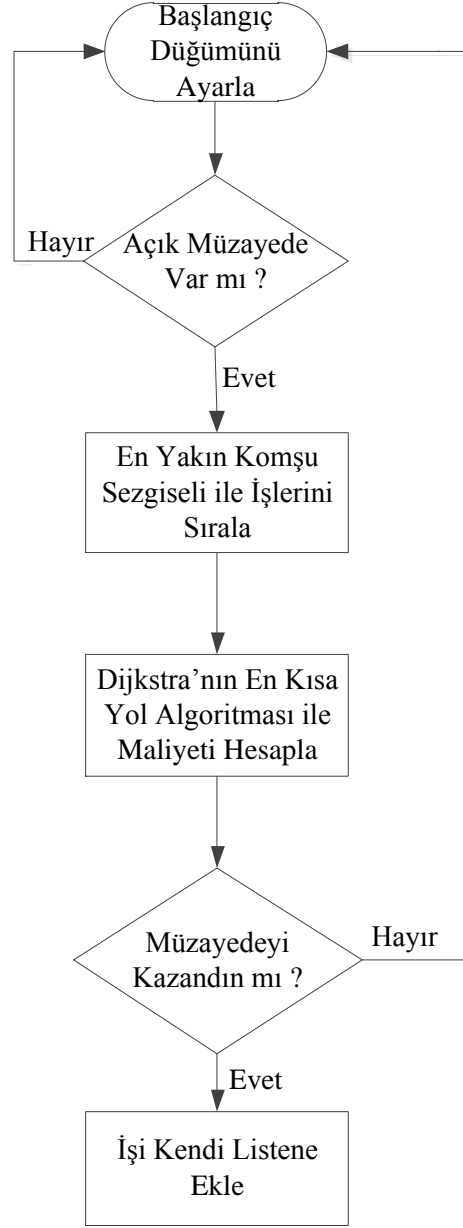 Başlangıç
Düğümünü
Ayarla
Hayır
Açık Müzayede
Var mı ?
Evet
En Yakın Komşu
Sezgiseli ile İşlerini
Sırala
Dijkstra’nın En Kısa
Yol Algoritması ile
Maliyeti Hesapla
Müzayedeyi
Kazandın mı ?
Hayır
Evet
İşi Kendi Listene
Ekle